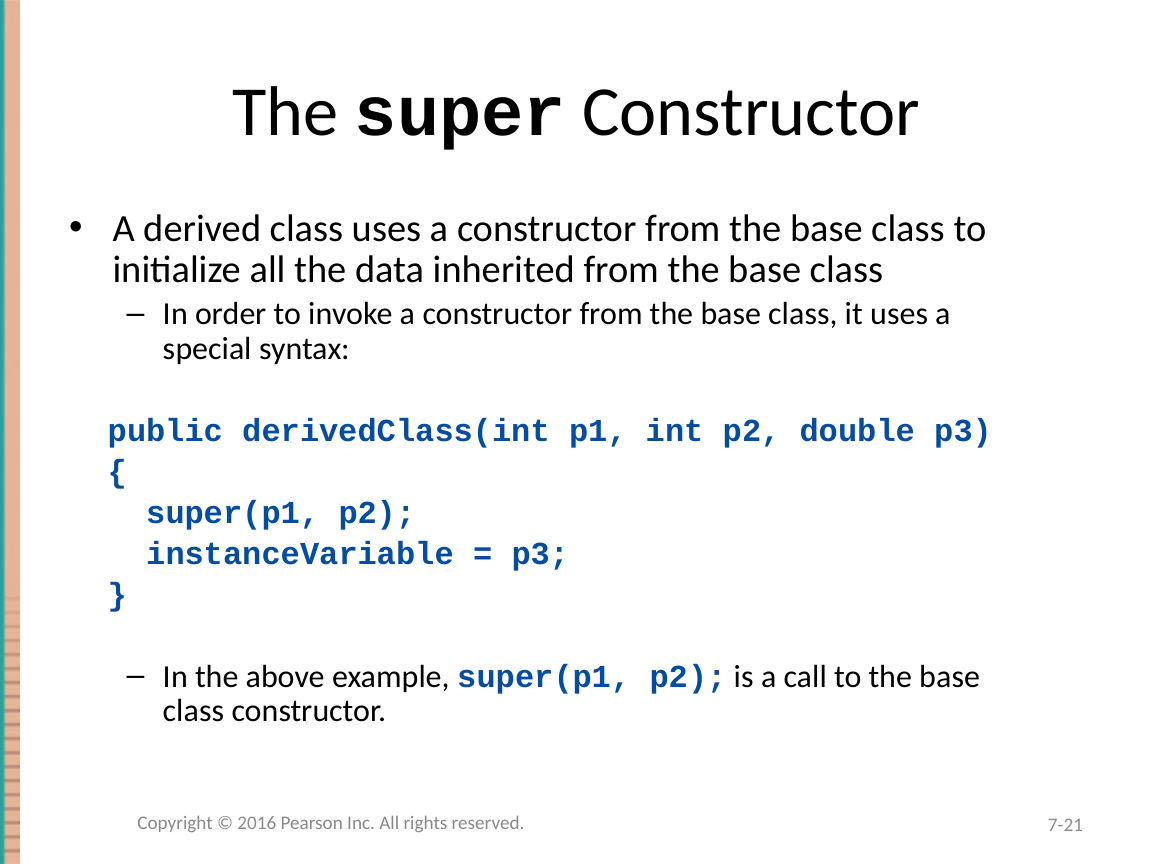 The super Constructor
• A derived class uses a constructor from the base class to
initialize all the data inherited from the base class
– In order to invoke a constructor from the base class, it uses a
special syntax:
public derivedClass(int p1, int p2, double p3)
{
super(p1, p2);
instanceVariable = p3;
}
– In the above example, super(p1, p2); is a call to the base
class constructor.
Copyright © 2016 Pearson Inc. All rights reserved.
7-21